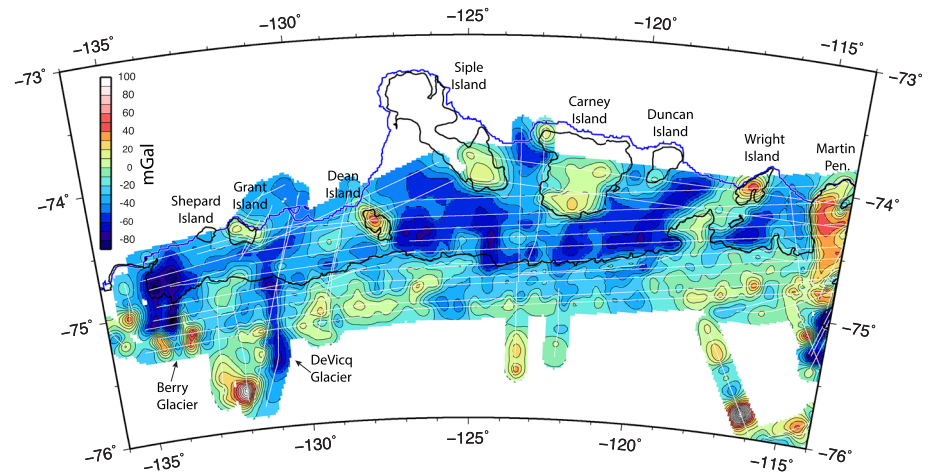 −125˚
−130˚
−120˚
−135˚
−115˚
−73˚
−73˚
100
80
60
40
20
0
-20
-40
-60
-80
mGal
Siple
Island
Carney
Island
Duncan
Island
Wright
Island
Martin
Pen.
Dean
Island
Grant
Island
Shepard
Island
−74˚
−74˚
−75˚
−75˚
DeVicq
Glacier
Berry
Glacier
−76˚
−76˚
−135˚
−130˚
−125˚
−120˚
−115˚